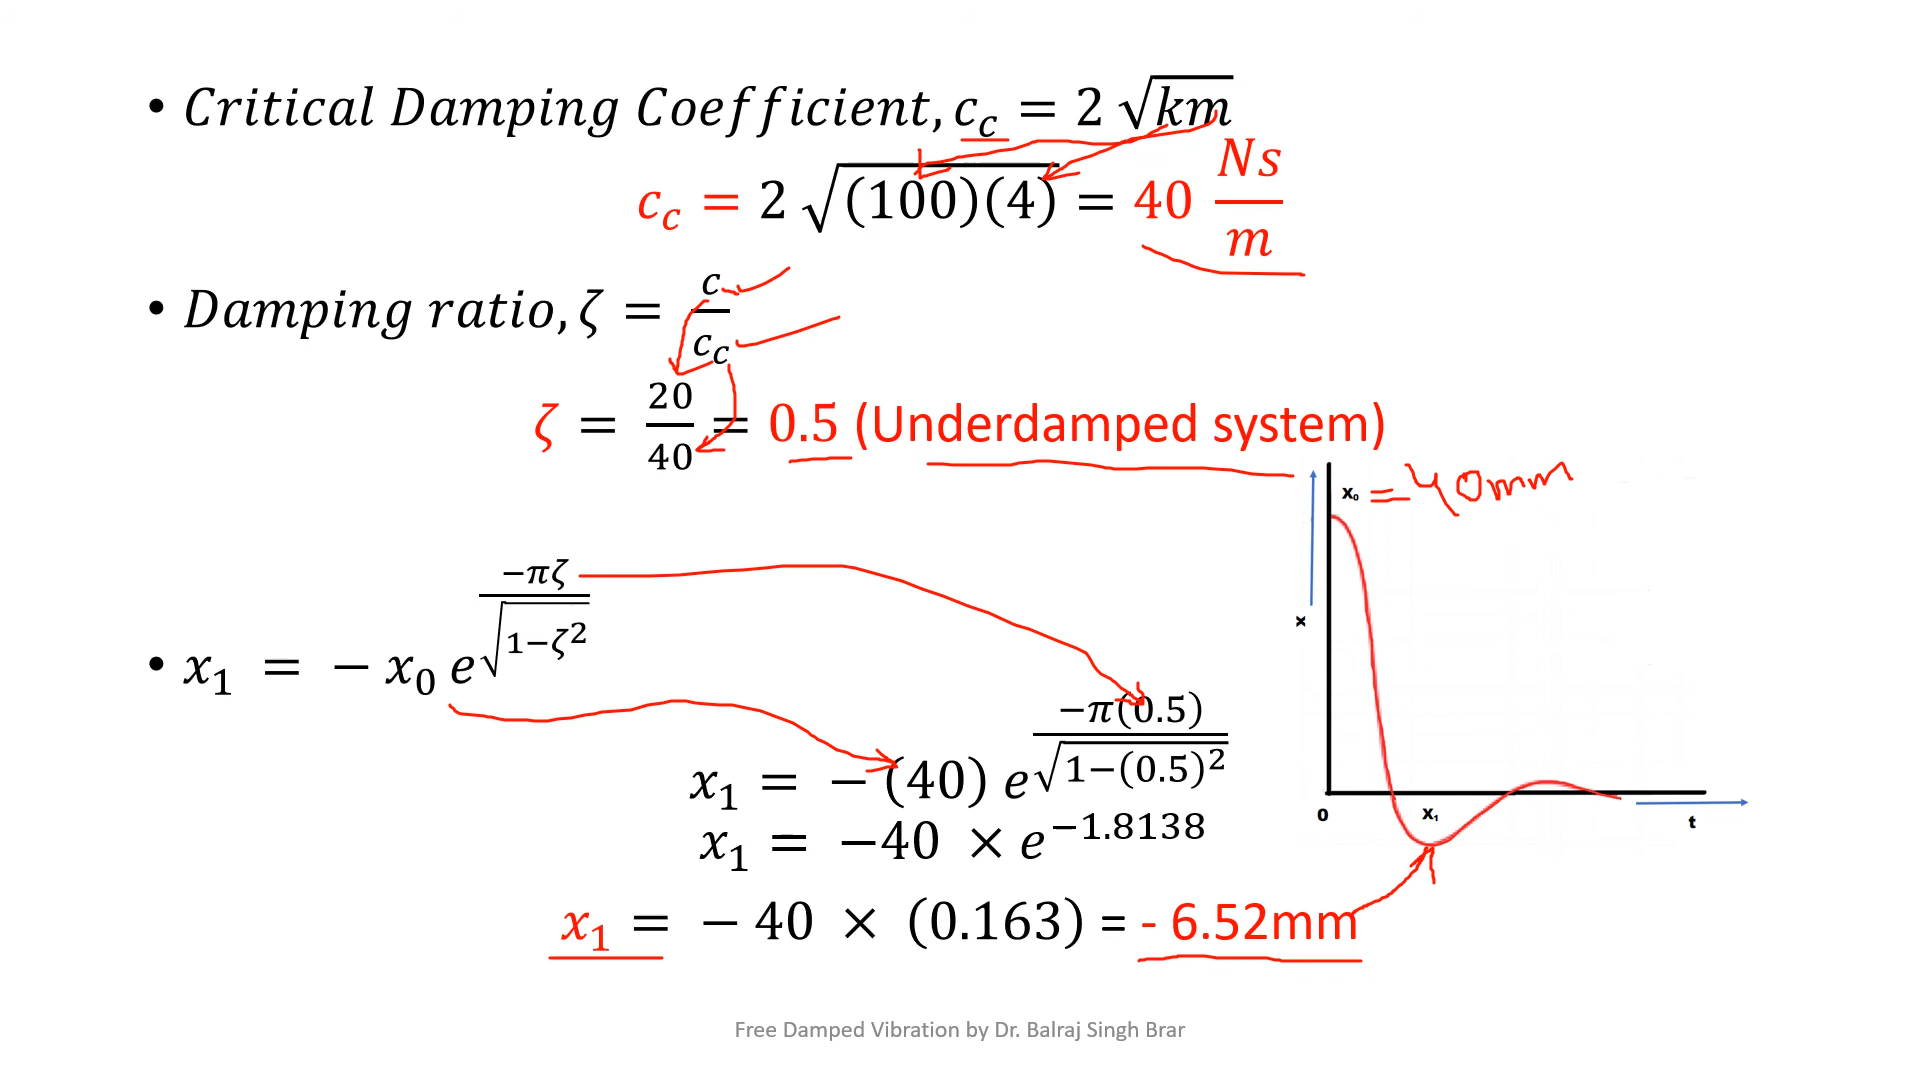 • Critical Damping Coefficient, c_c = 2 √km
c_c = 2 √(100)(4) = 40 Ns/m
• Damping ratio, ζ = c/c_c
ζ = 20/40 = 0.5 (Underdamped system)
x₀ = 40mm
x
• x₁ = − x₀ e^(−πζ/√1−ζ²)
x₁ = − (40) e^(−π(0.5)/√1−(0.5)²)
0 x₁ t
x₁ = −40 × e^−1.8138
x₁ = − 40 × (0.163) = - 6.52mm
Free Damped Vibration by Dr. Balraj Singh Brar